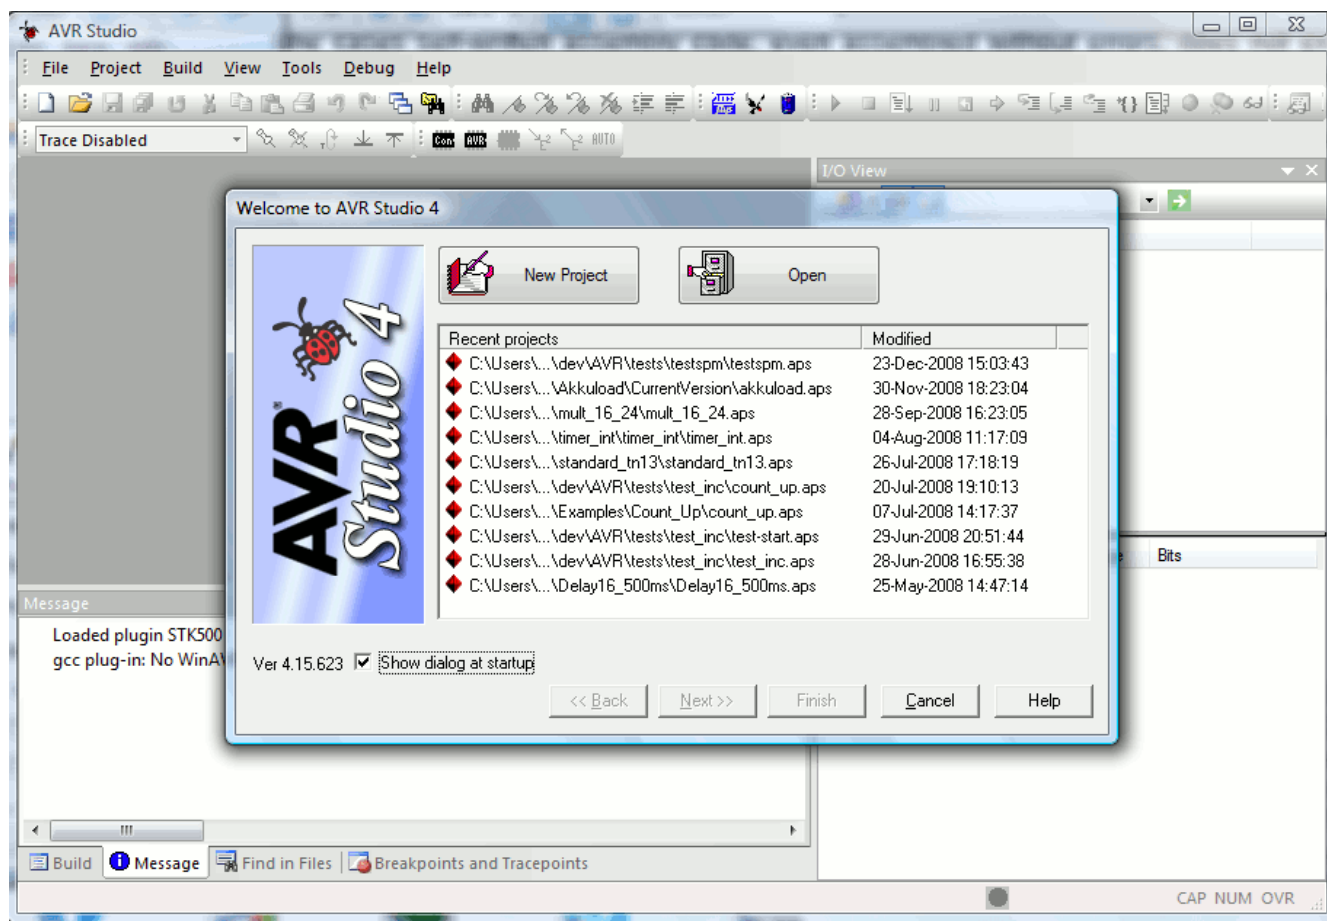 AVR Studio
File Project Build View Tools Debug Help
Trace Disabled
Con AVR AUTO
I/O View
Welcome to AVR Studio 4
New Project Open
AVR Studio 4
Recent projects Modified
C:\Users\...\dev\AVR\tests\testspm\testspm.aps 23-Dec-2008 15:03:43
C:\Users\...\Akkuload\CurrentVersion\akkuload.aps 30-Nov-2008 18:23:04
C:\Users\...\mult_16_24\mult_16_24.aps 28-Sep-2008 16:23:05
C:\Users\...\timer_int\timer_int\timer_int.aps 04-Aug-2008 11:17:09
C:\Users\...\standard_tn13\standard_tn13.aps 26-Jul-2008 17:18:19
C:\Users\...\dev\AVR\tests\test_inc\count_up.aps 20-Jul-2008 19:10:13
C:\Users\...\Examples\Count_Up\count_up.aps 07-Jul-2008 14:17:37
C:\Users\...\dev\AVR\tests\test_inc\test-start.aps 29-Jun-2008 20:51:44
C:\Users\...\dev\AVR\tests\test_inc\test_inc.aps 28-Jun-2008 16:55:38
C:\Users\...\Delay16_500ms\Delay16_500ms.aps 25-May-2008 14:47:14
Bits
Message
Loaded plugin STK500
gcc plug-in: No WinAV
Ver 4.15.623 Show dialog at startup
<< Back Next >> Finish Cancel Help
Build Message Find in Files Breakpoints and Tracepoints
CAP NUM OVR